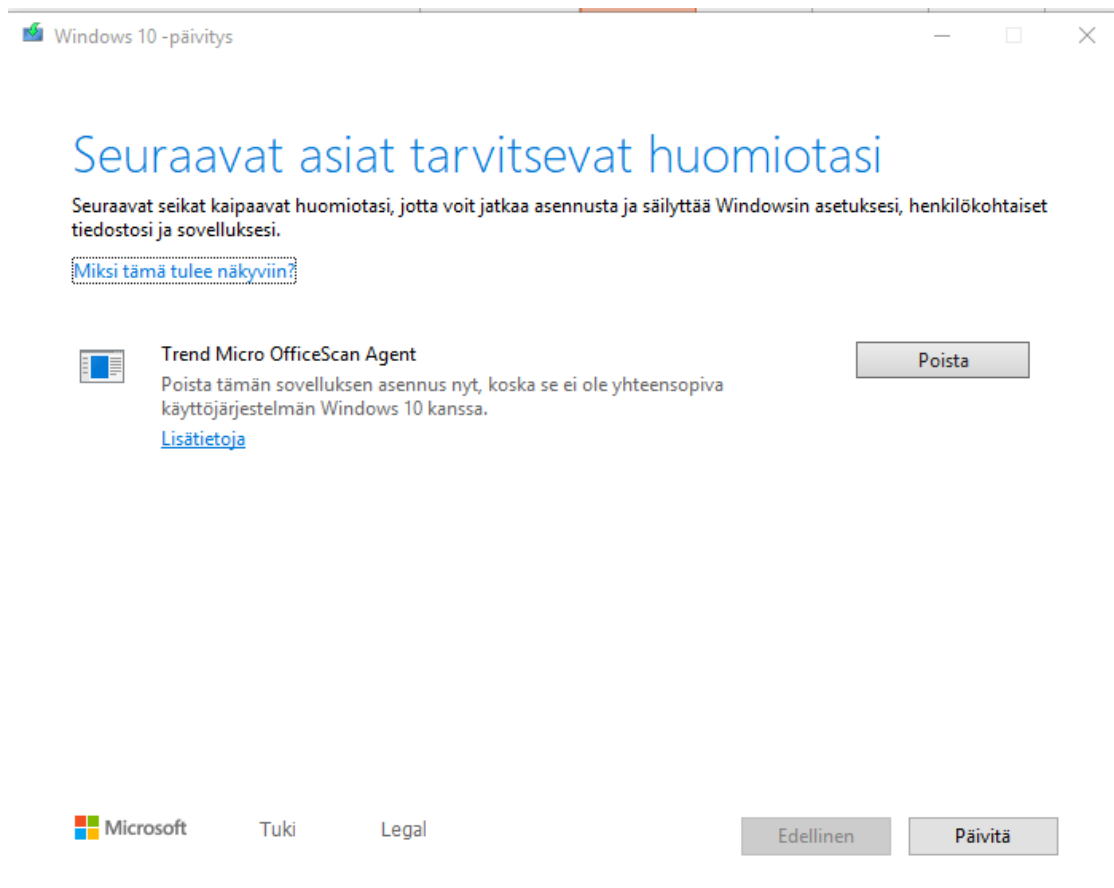 Windows 10 -päivitys
Seuraavat asiat tarvitsevat huomiotasi
Seuraavat seikat kaipaavat huomiotasi, jotta voit jatkaa asennusta ja säilyttää Windowsin asetuksesi, henkilökohtaiset
tiedostosi ja sovelluksesi.
Miksi tämä tulee näkyviin?
Trend Micro OfficeScan Agent
Poista
Poista tämän sovelluksen asennus nyt, koska se ei ole yhteensopiva
käyttöjärjestelmän Windows 10 kanssa.
Lisätietoja
Microsoft Tuki Legal Edellinen Päivitä